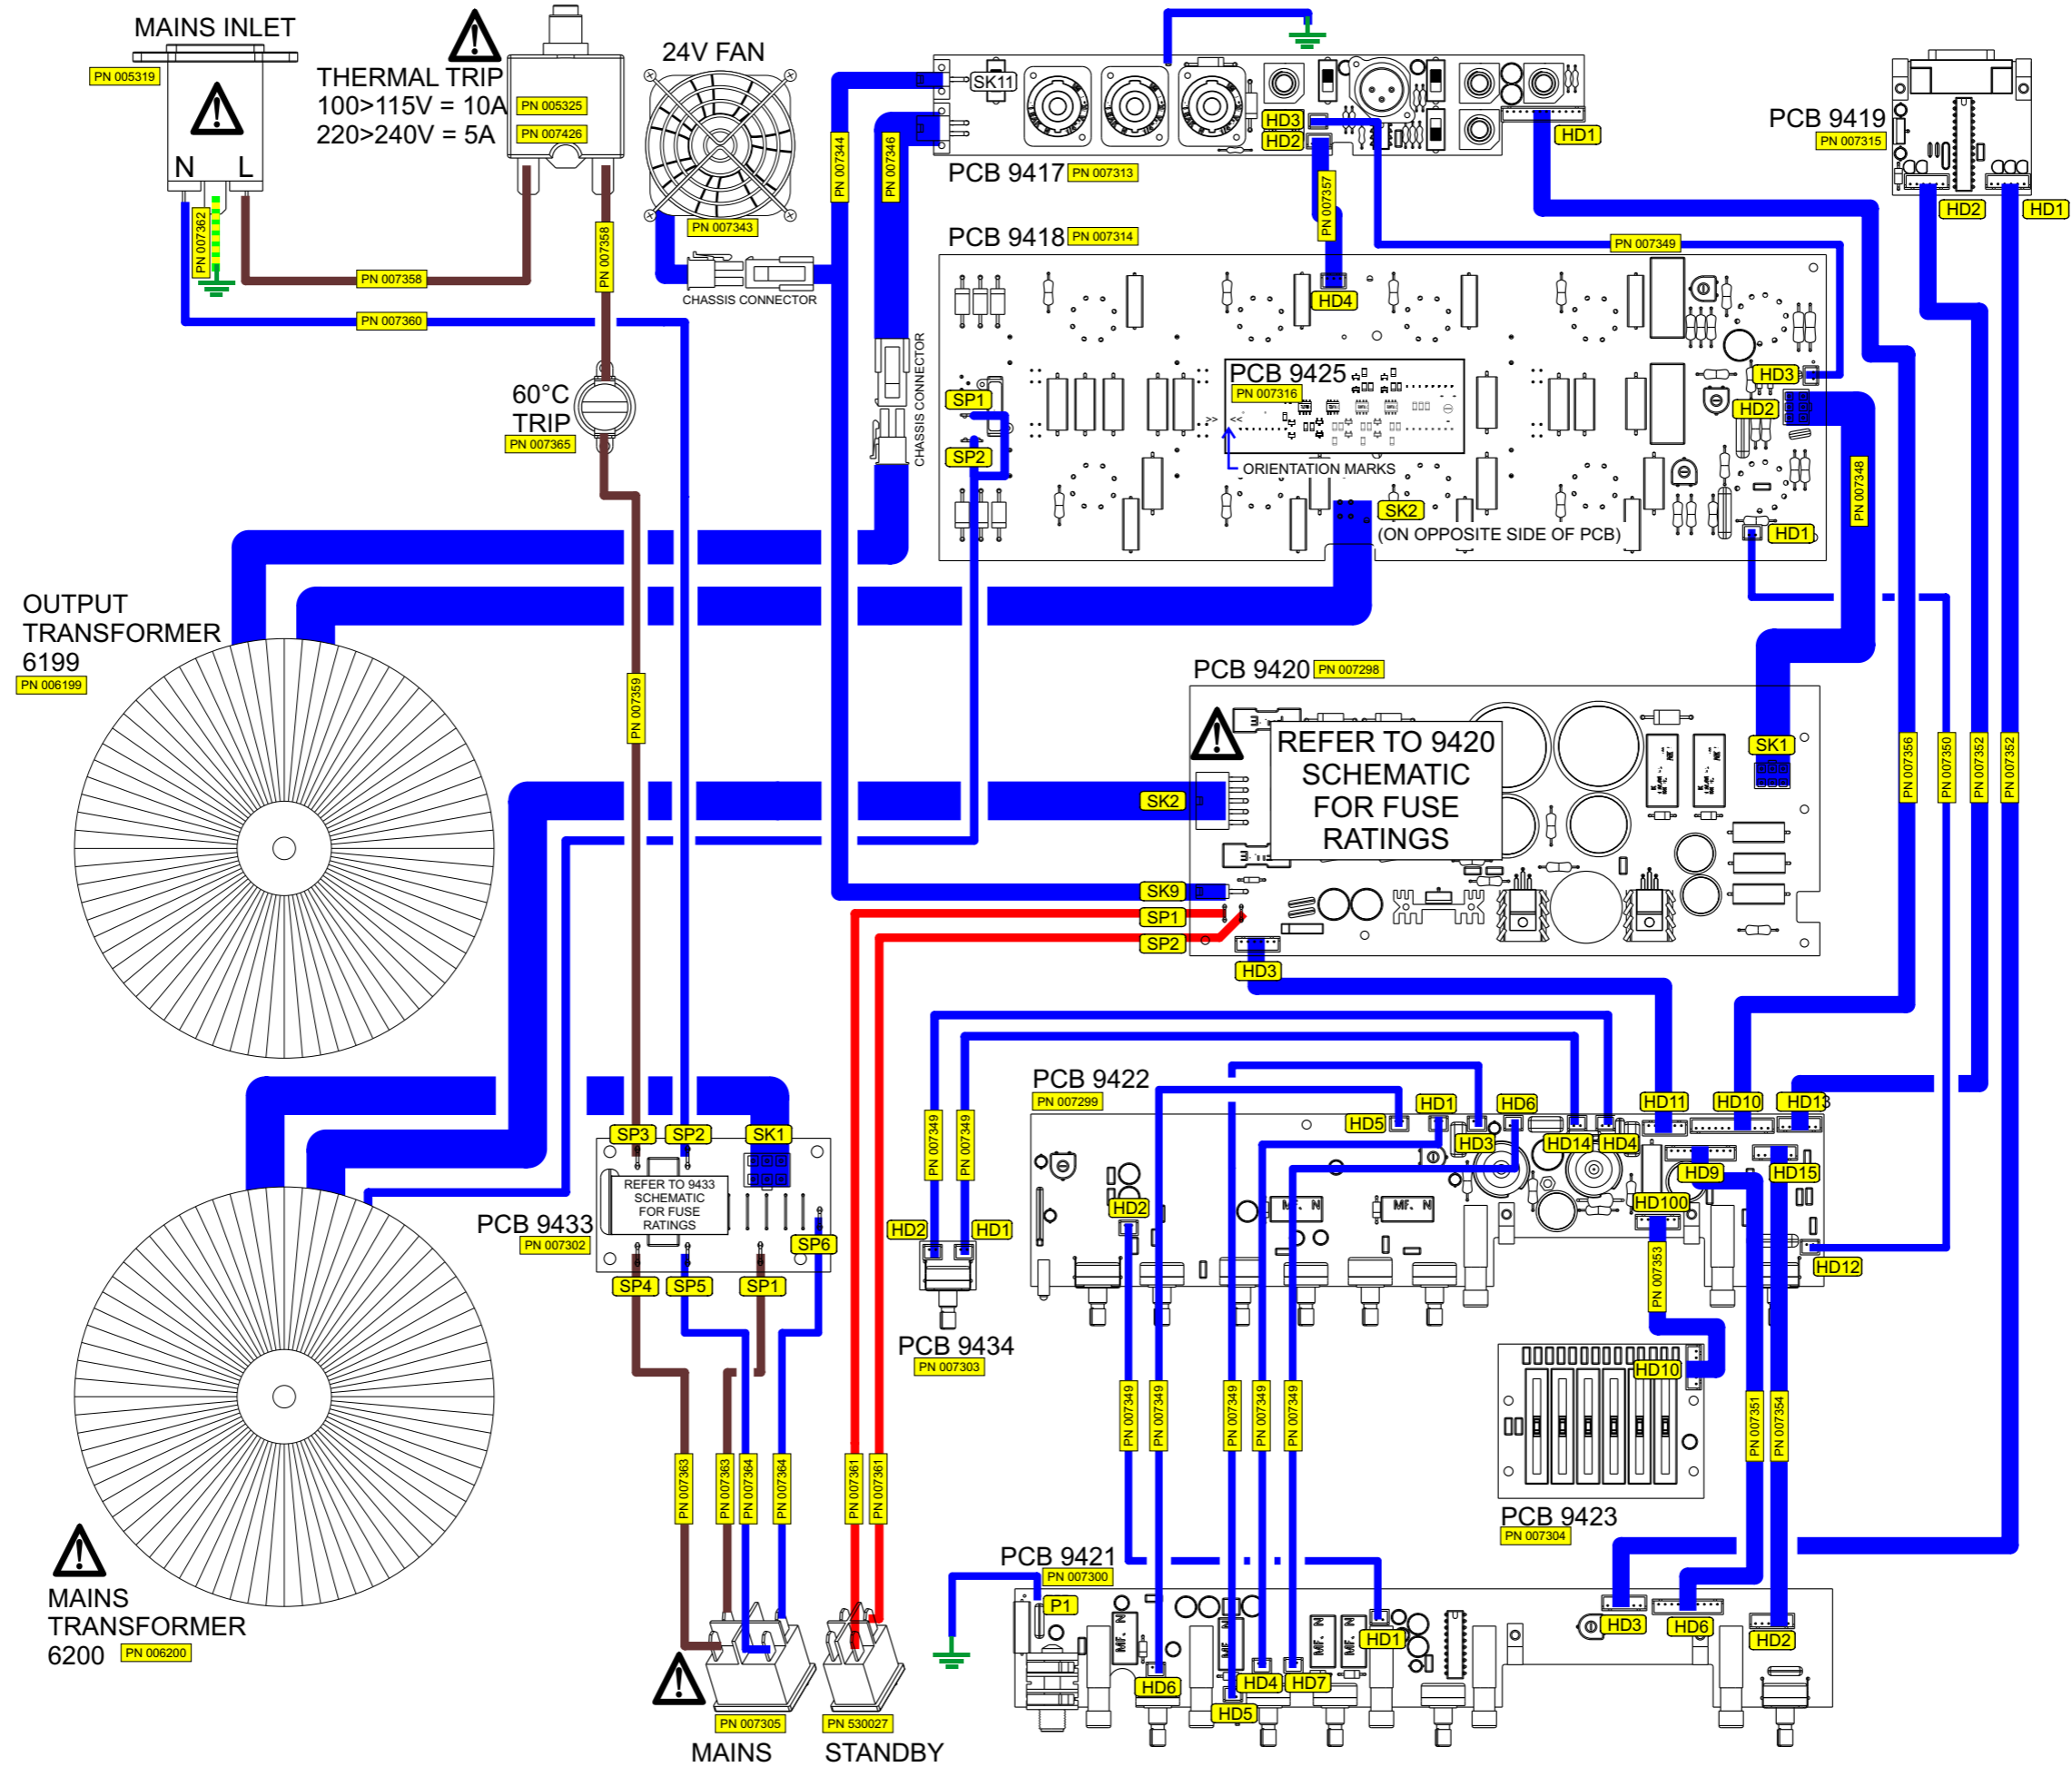 MAINS INLET
PN 005319
N L
PN 007362
THERMAL TRIP
100>115V = 10A
220>240V = 5A
PN 005325
PN 007426
PN 007358
PN 007358
PN 007360
60°C
TRIP
PN 007365
24V FAN
PN 007343
CHASSIS CONNECTOR
PN 007344
PN 007346
CHASSIS CONNECTOR
SK11
HD3
HD2
HD1
PCB 9417
PN 007313
PN 007357
PN 007349
PCB 9419
PN 007315
HD2
HD1
PCB 9418
PN 007314
HD4
SP1
SP2
PCB 9425
PN 007316
>> <<
ORIENTATION MARKS
HD3
HD2
SK2
(ON OPPOSITE SIDE OF PCB)
HD1
PN 007348
OUTPUT
TRANSFORMER
6199
PN 006199
PN 007359
PCB 9420
PN 007298
REFER TO 9420
SCHEMATIC
FOR FUSE
RATINGS
SK1
SK2
SK9
SP1
SP2
HD3
PN 007356
PN 007350
PN 007352
PN 007352
PCB 9422
PN 007299
HD5
HD1
HD3
HD6
HD14
HD4
HD11
HD10
HD13
HD9
HD15
HD100
HD2
HD12
MF. N
MF. N
PN 007349
PN 007349
HD2
HD1
PCB 9434
PN 007303
SP3
SP2
SK1
REFER TO 9433
SCHEMATIC
FOR FUSE
RATINGS
PCB 9433
PN 007302
SP6
SP4
SP5
SP1
PN 007353
HD10
PCB 9423
PN 007304
PN 007351
PN 007354
PN 007349
PN 007349
PN 007349
PN 007349
PN 007349
PN 007363
PN 007363
PN 007364
PN 007364
PN 007361
PN 007361
MAINS
TRANSFORMER
6200
PN 006200
PN 007305
MAINS
PN 530027
STANDBY
PCB 9421
PN 007300
P1
MF. N
MF. N
MF. N
MF. N
HD6
HD5
HD4
HD7
HD1
HD3
HD6
HD2